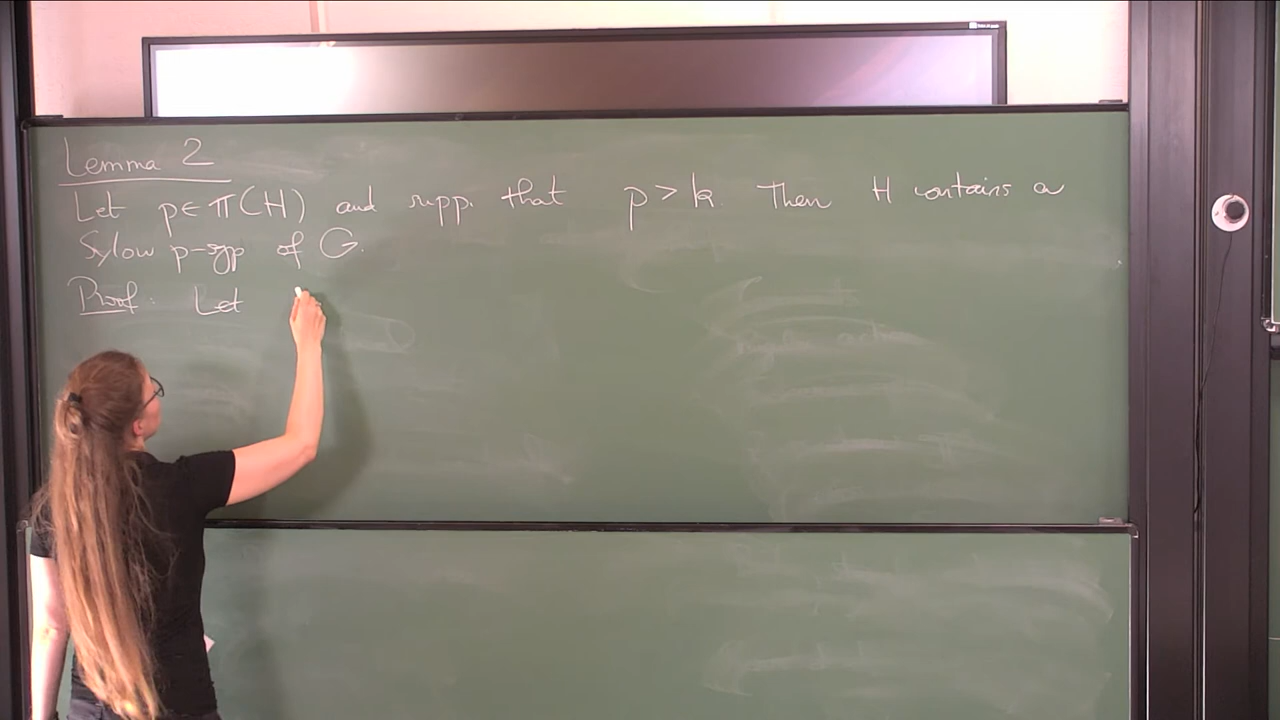 Lemma 2
Let p ∈ π(H) and supp. that p > k. Then H contains a
Sylow p-sgp of G.
Proof: Let